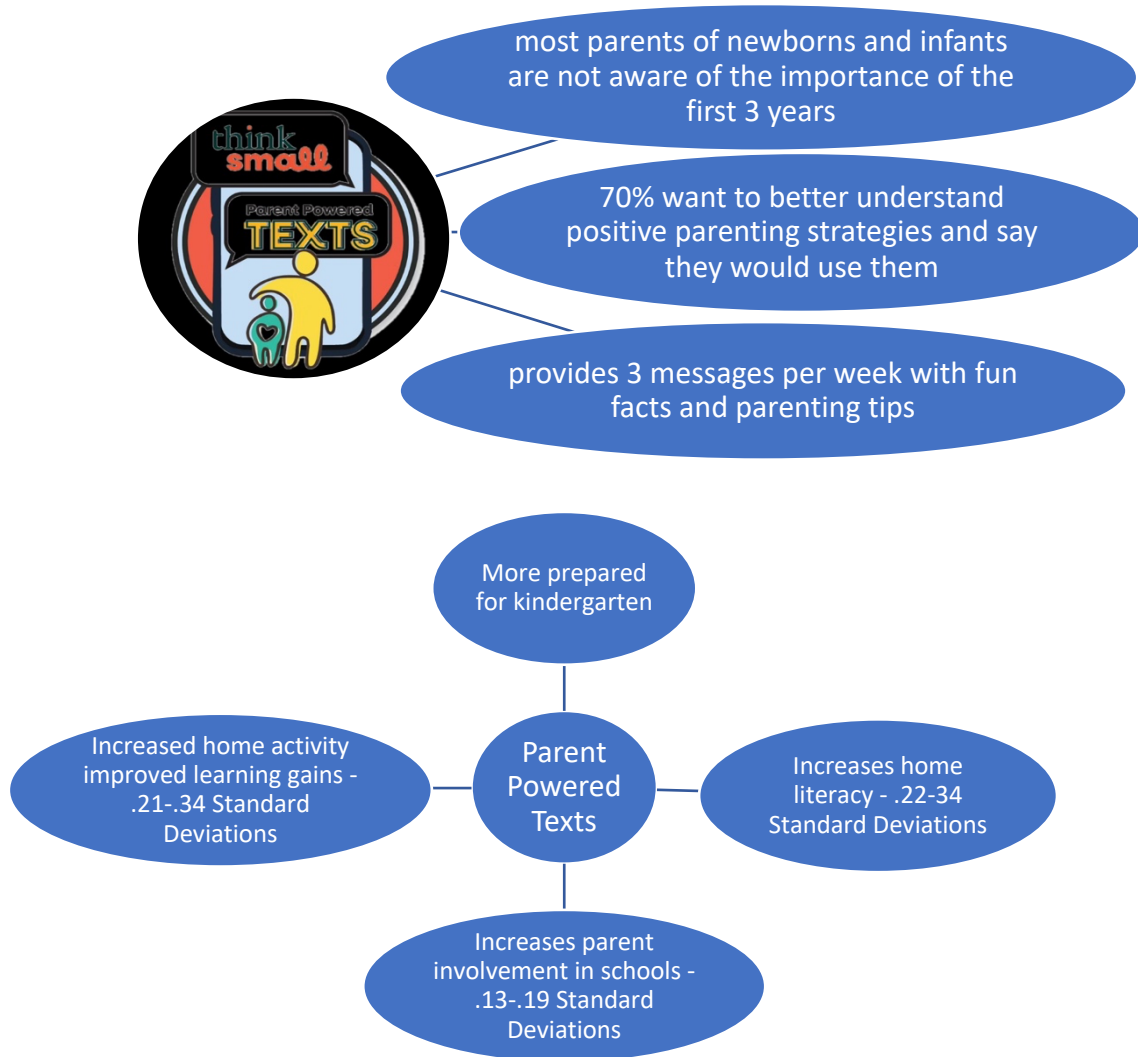 most parents of newborns and infants
are not aware of the importance of the
first 3 years
think
small
Parent Powered
TEXTS
70% want to better understand
positive parenting strategies and say
they would use them
provides 3 messages per week with fun
facts and parenting tips
More prepared
for kindergarten
Increased home activity
improved learning gains -
.21-.34 Standard
Deviations
Parent
Powered
Texts
Increases home
literacy - .22-34
Standard Deviations
Increases parent
involvement in schools -
.13-.19 Standard
Deviations